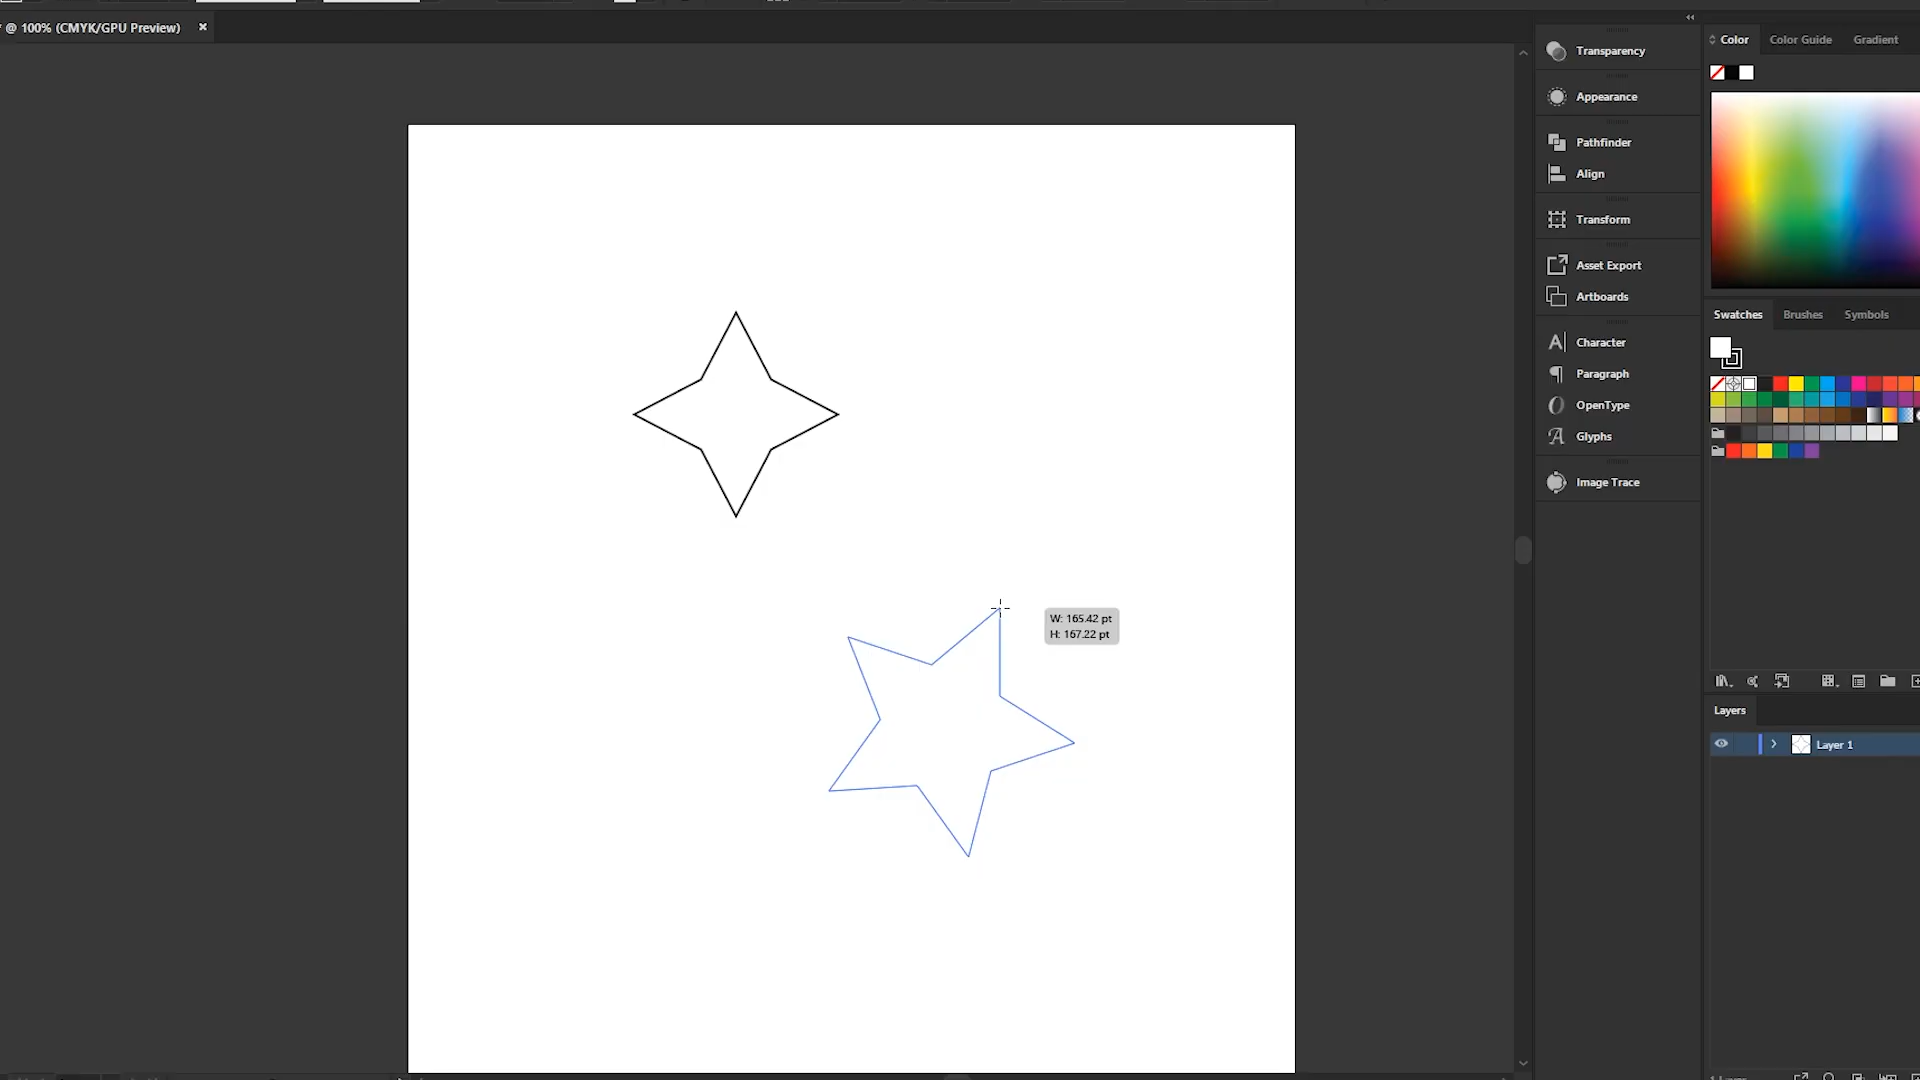 @ 100% (CMYK/GPU Preview)
Transparency
Appearance
Pathfinder
Align
Transform
Asset Export
Artboards
Character
Paragraph
OpenType
Glyphs
Image Trace
Color Color Guide Gradient
Swatches Brushes Symbols
Layers
Layer 1
W: 165.42 pt
H: 167.22 pt